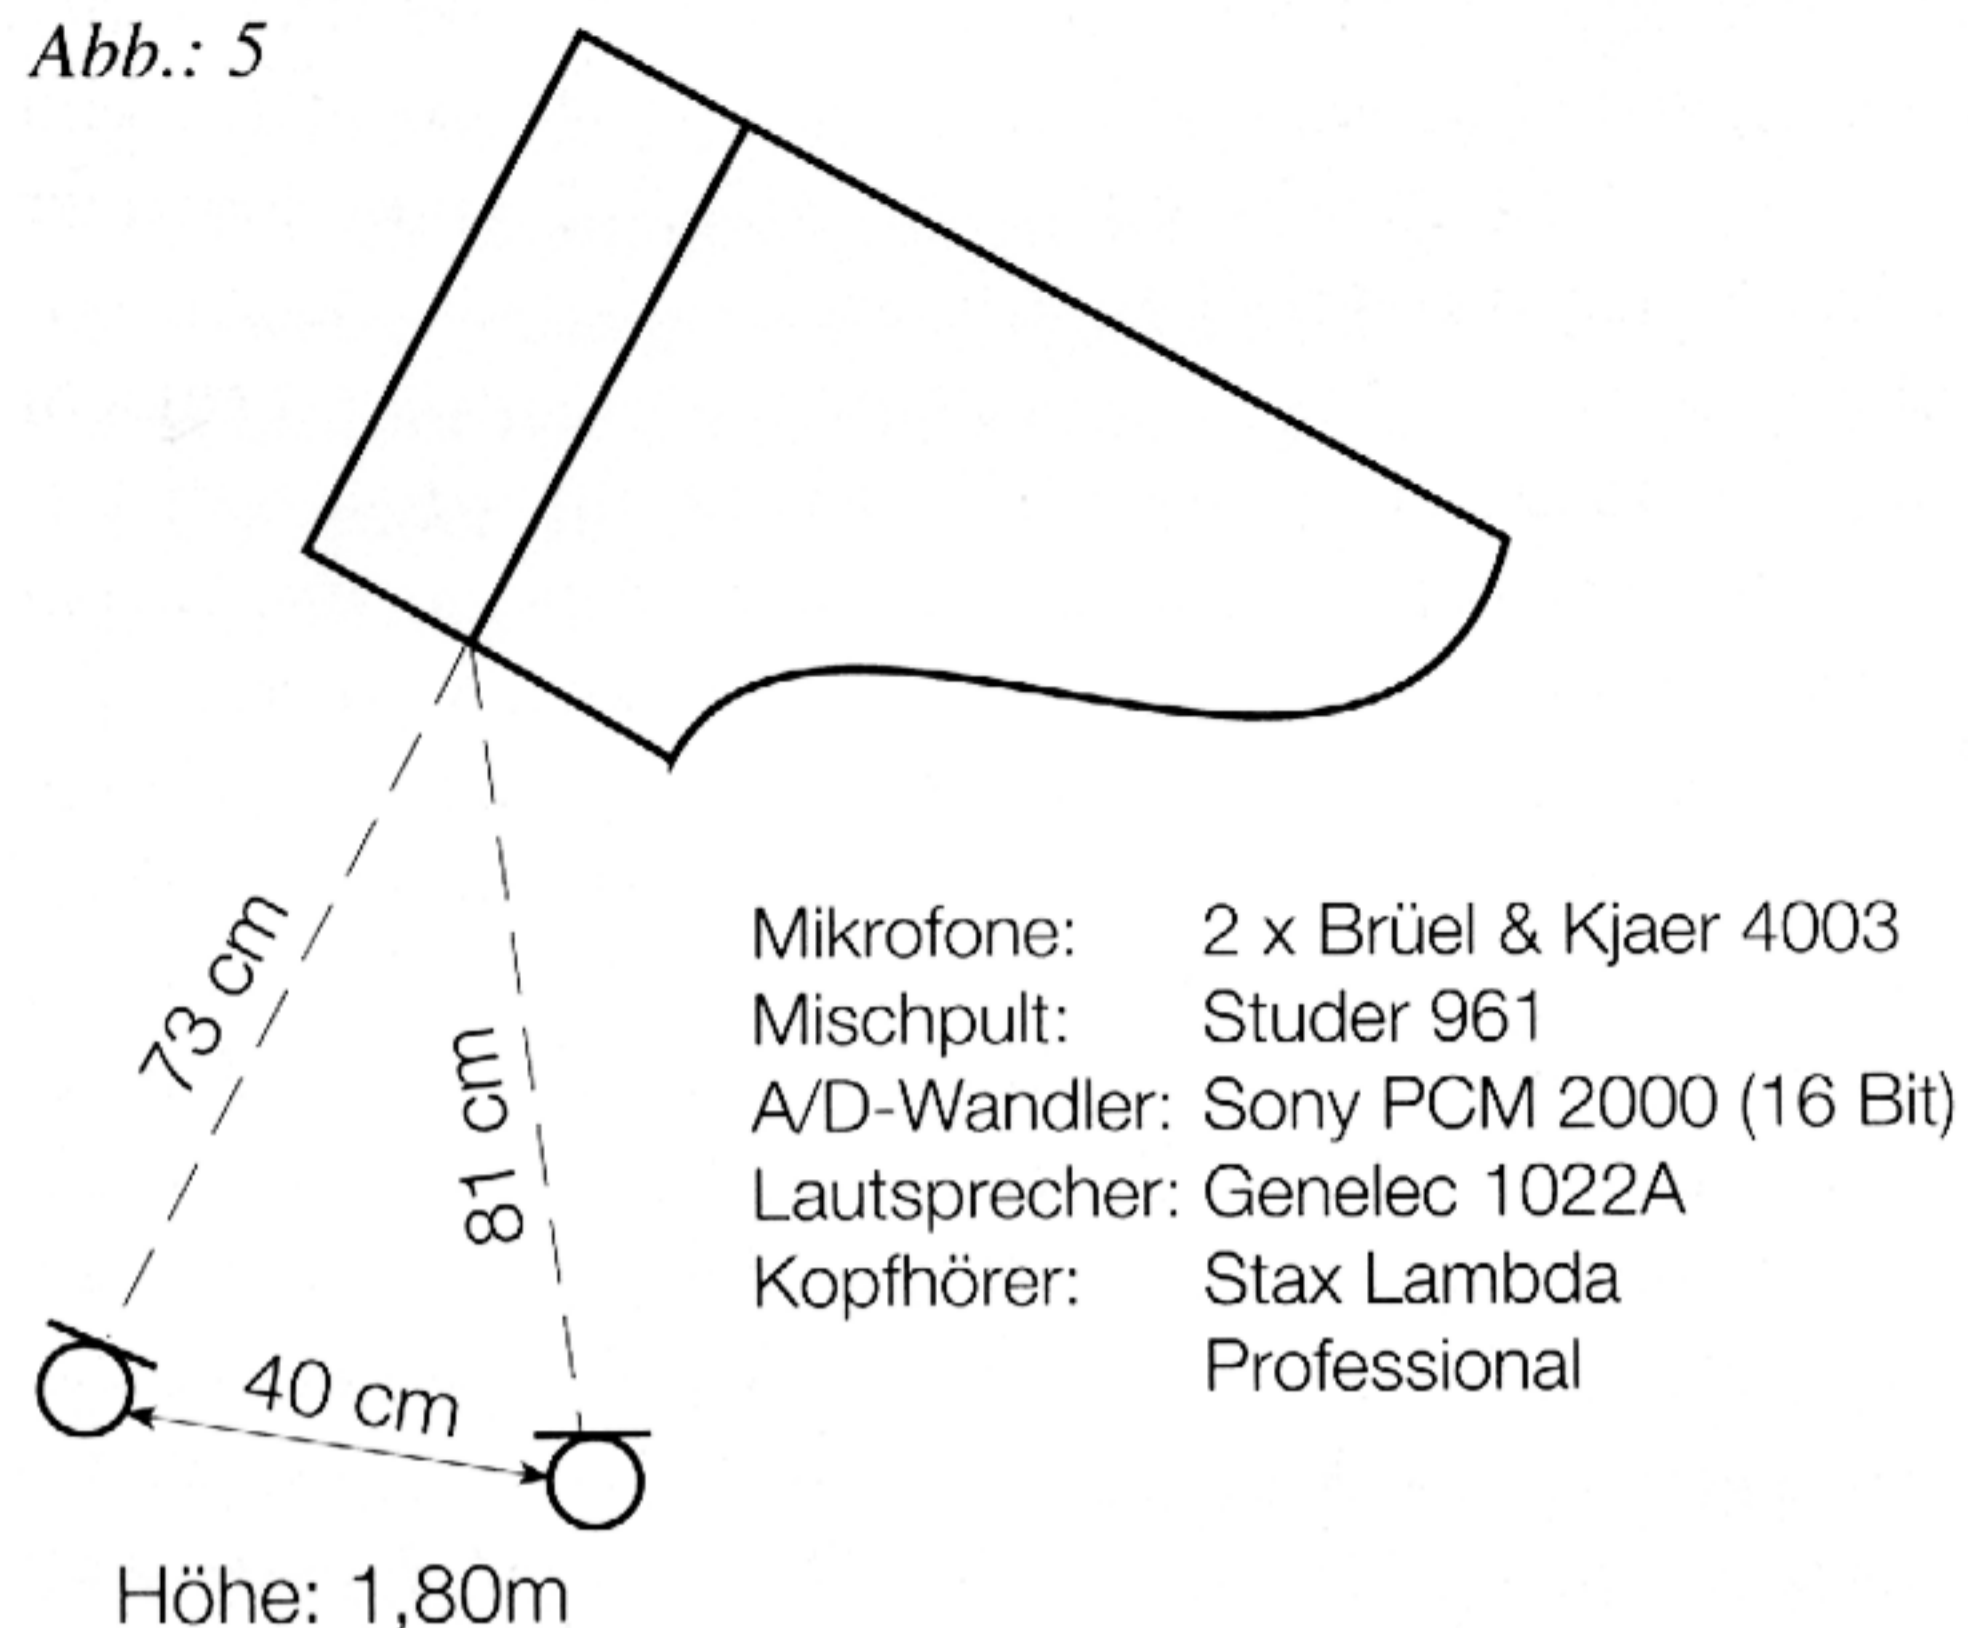 Abb.: 5
73 cm
81 cm
40 cm
Höhe: 1,80m
Mikrofone: 2 x Brüel & Kjaer 4003
Mischpult: Studer 961
A/D-Wandler: Sony PCM 2000 (16 Bit)
Lautsprecher: Genelec 1022A
Kopfhörer: Stax Lambda
Professional